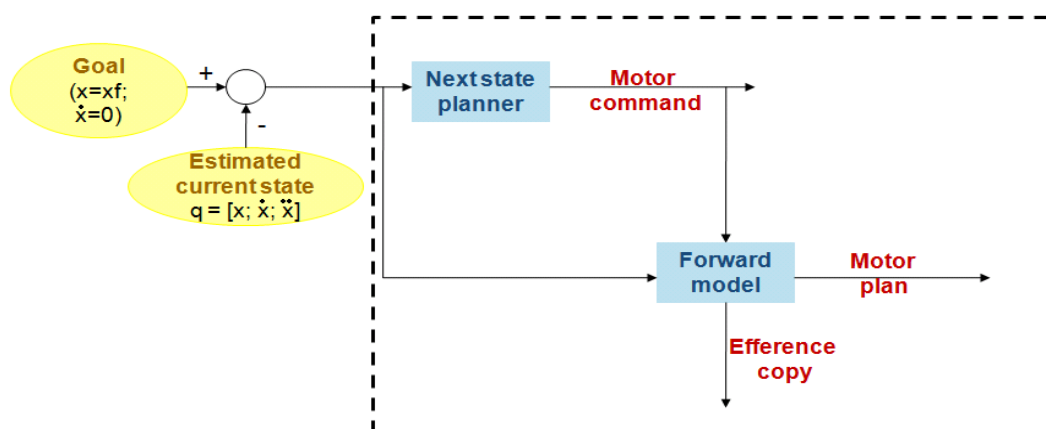 Goal
(x=xf;
ẋ=0)
+
-
Estimated
current state
q = [x; ẋ; ẍ]
Next state
planner
Motor
command
Forward
model
Motor
plan
Efference
copy